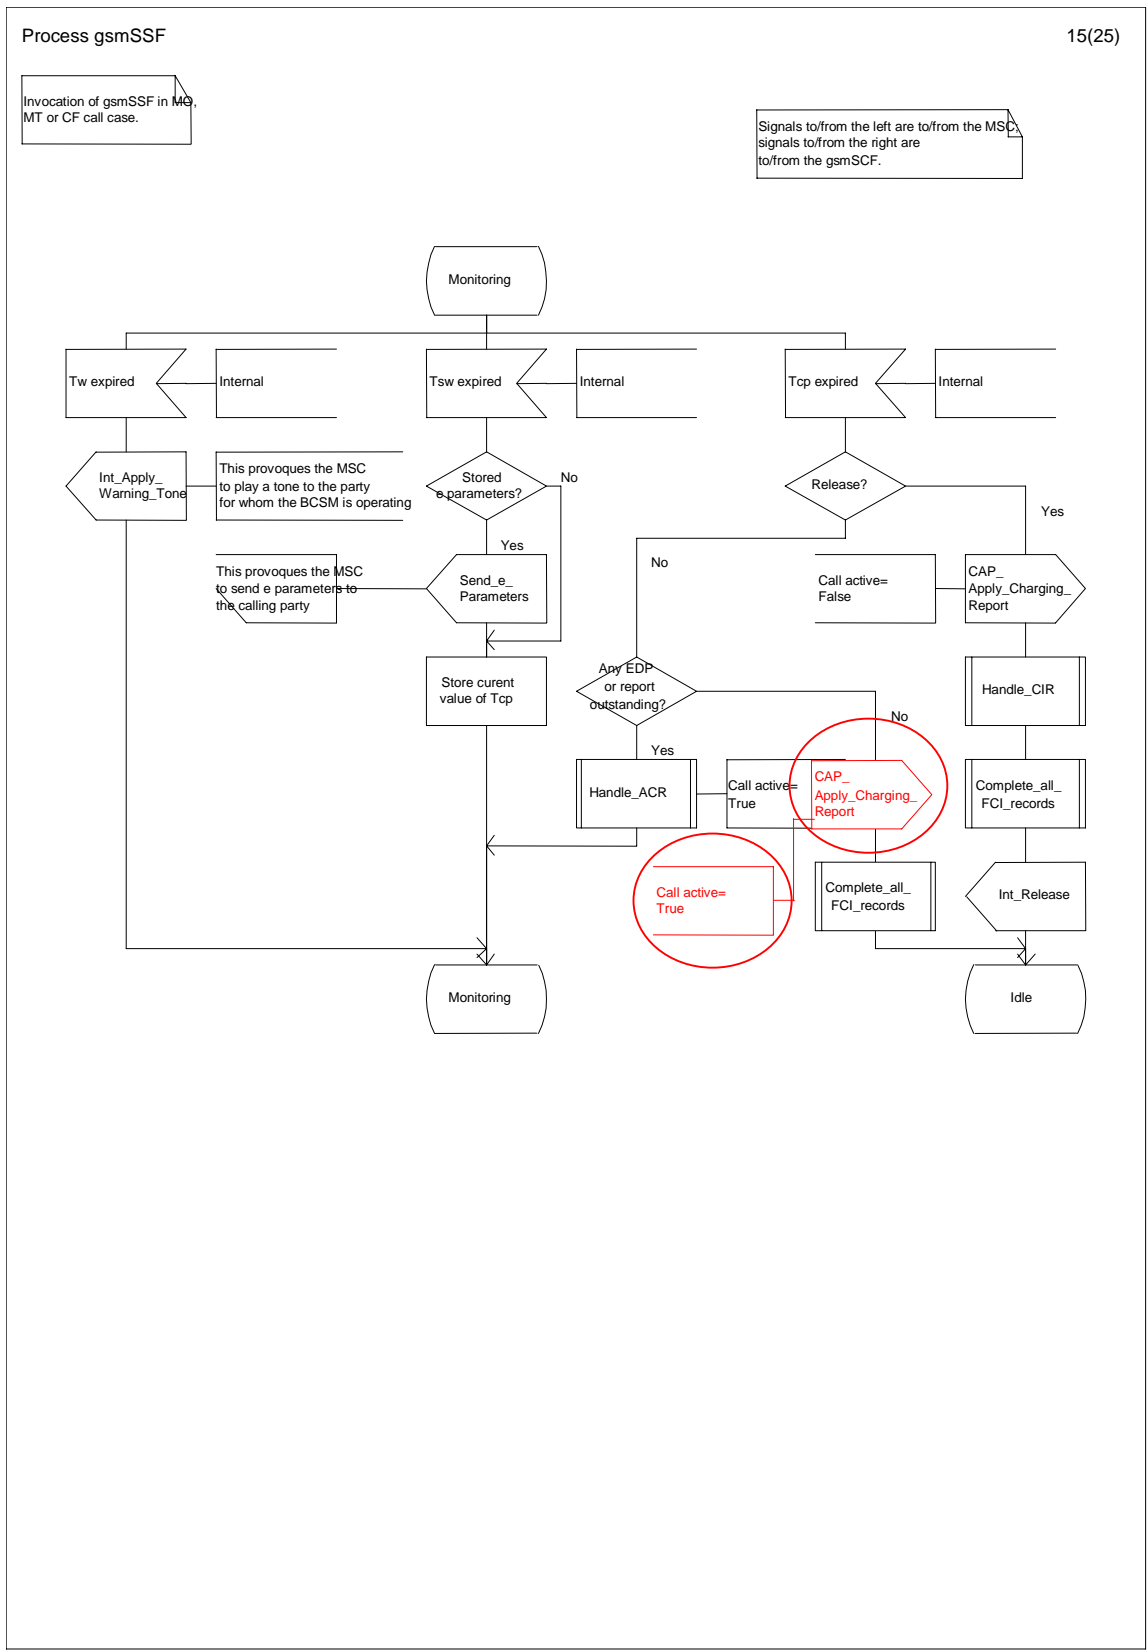 Process gsmSSF
15(25)
Invocation of gsmSSF in MO,
MT or CF call case.
Signals to/from the left are to/from the MSC;
signals to/from the right are
to/from the gsmSCF.
Monitoring
Tw expired
Internal
Tsw expired
Internal
Tcp expired
Internal
Int_Apply_
Warning_Tone
This provoques the MSC
to play a tone to the party
for whom the BCSM is operating
Stored
e parameters?
No
Yes
Release?
Yes
No
This provoques the MSC
to send e parameters to
the calling party
Send_e_
Parameters
Call active=
False
CAP_
Apply_Charging_
Report
Store curent
value of Tcp
Any EDP
or report
outstanding?
No
Yes
Handle_CIR
Handle_ACR
Call active=
True
CAP_
Apply_Charging_
Report
Complete_all_
FCI_records
Call active=
True
Complete_all_
FCI_records
Int_Release
Monitoring
Idle